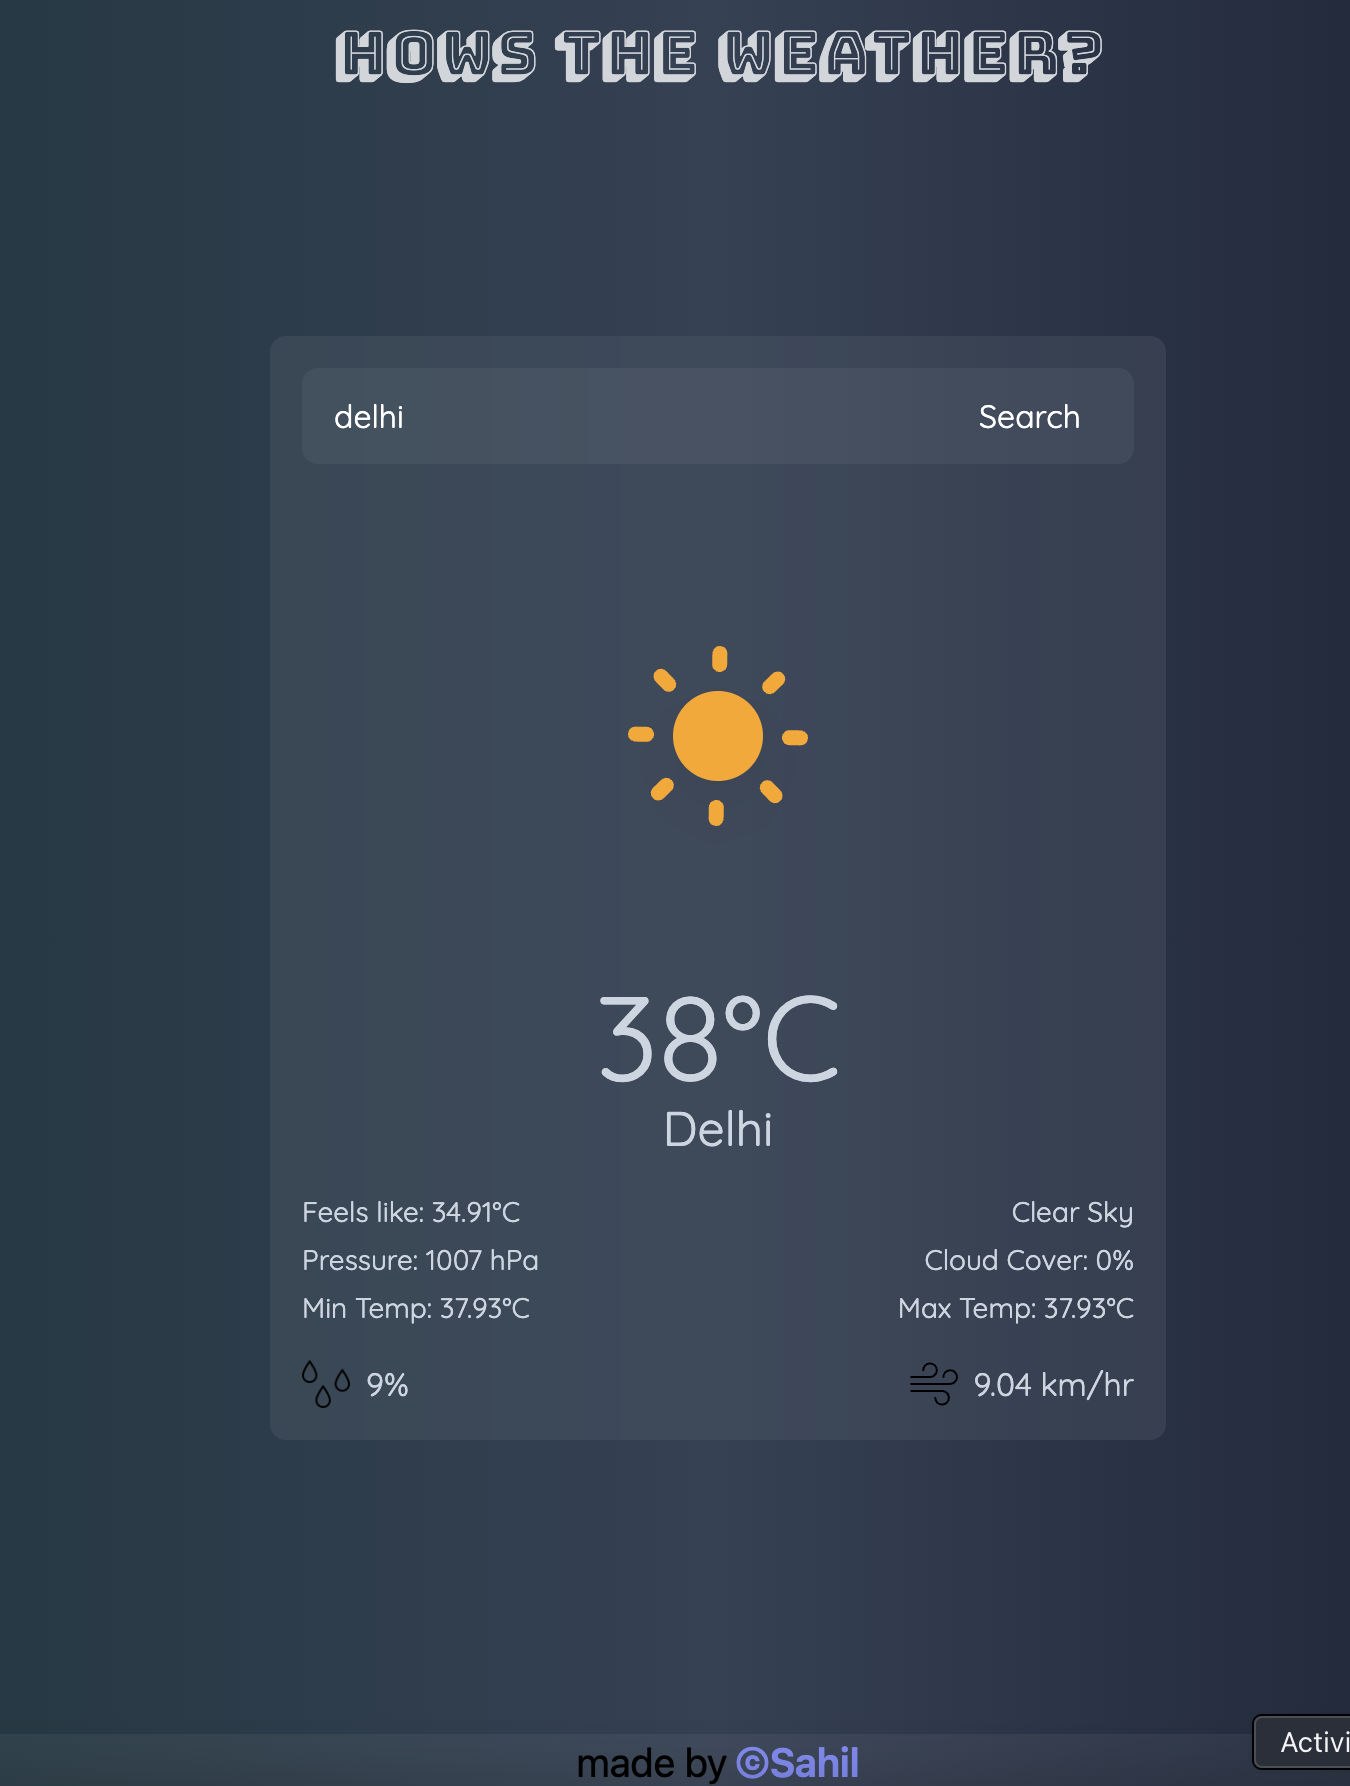 HOWS THE WEATHER?
delhi Search
38°C
Delhi
Feels like: 34.91°C Clear Sky
Pressure: 1007 hPa Cloud Cover: 0%
Min Temp: 37.93°C Max Temp: 37.93°C
9% 9.04 km/hr
made by ©Sahil